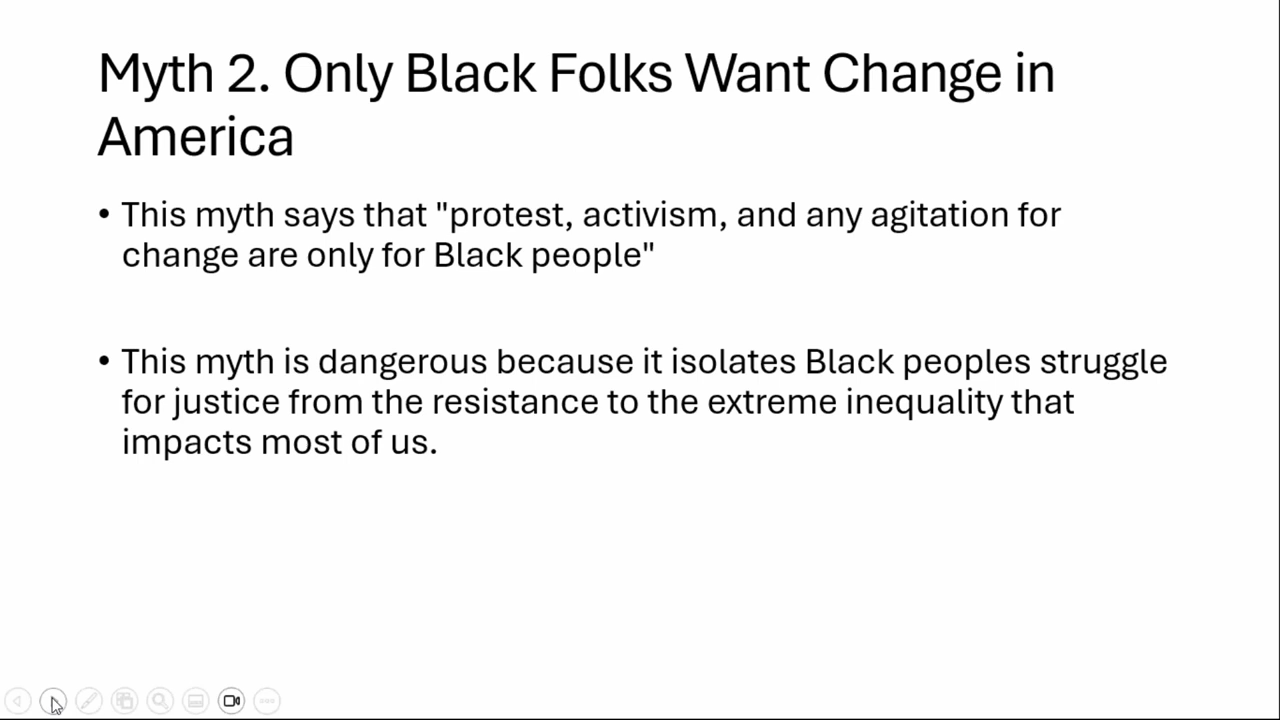 Myth 2. Only Black Folks Want Change in
America
• This myth says that "protest, activism, and any agitation for
change are only for Black people"
• This myth is dangerous because it isolates Black peoples struggle
for justice from the resistance to the extreme inequality that
impacts most of us.